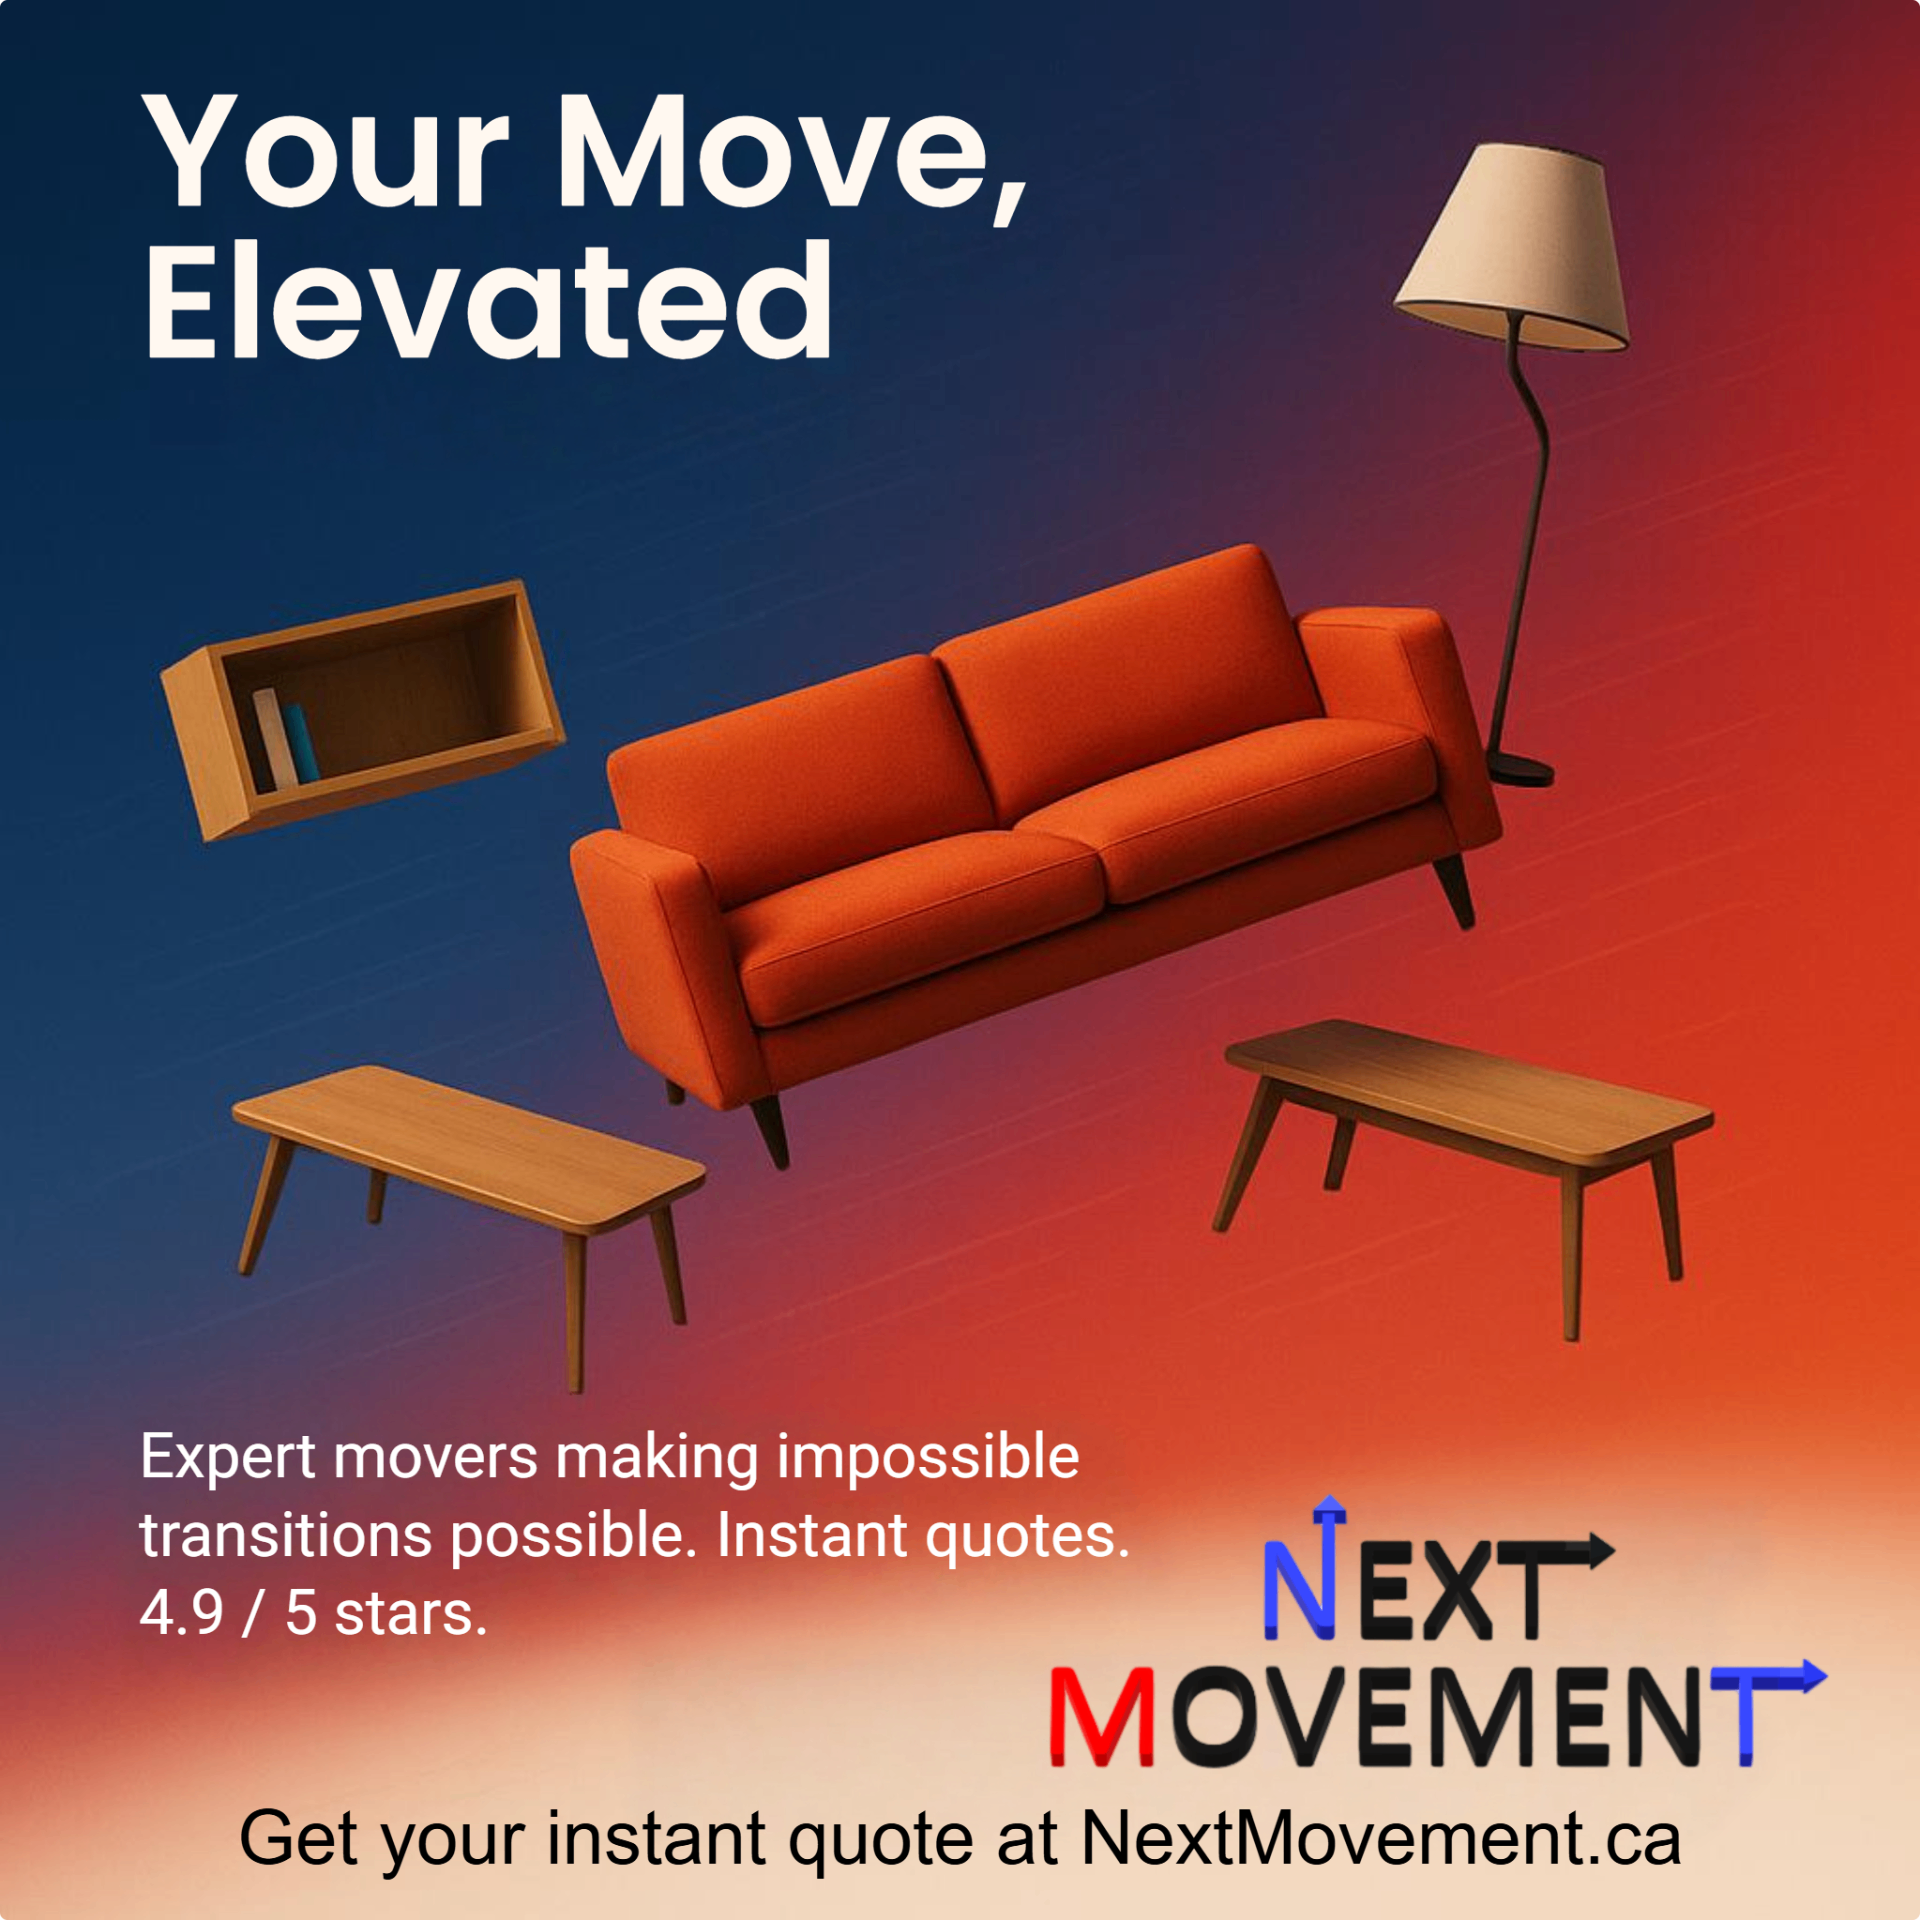 Your Move,
Elevated
Expert movers making impossible
transitions possible. Instant quotes.
4.9 / 5 stars.
NEXT
MOVEMENT
Get your instant quote at NextMovement.ca